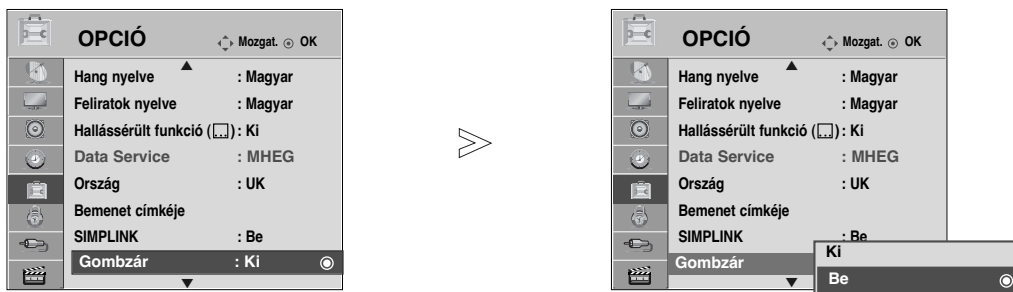 OPCIÓ Mozgat. OK
Hang nyelve : Magyar
Feliratok nyelve : Magyar
Hallássérült funkció ( ) : Ki
Data Service : MHEG
Ország : UK
Bemenet címkéje
SIMPLINK : Be
Gombzár : Ki
OPCIÓ Mozgat. OK
Hang nyelve : Magyar
Feliratok nyelve : Magyar
Hallássérült funkció ( ) : Ki
Data Service : MHEG
Ország : UK
Bemenet címkéje
SIMPLINK : Be
Gombzár
Ki
Be